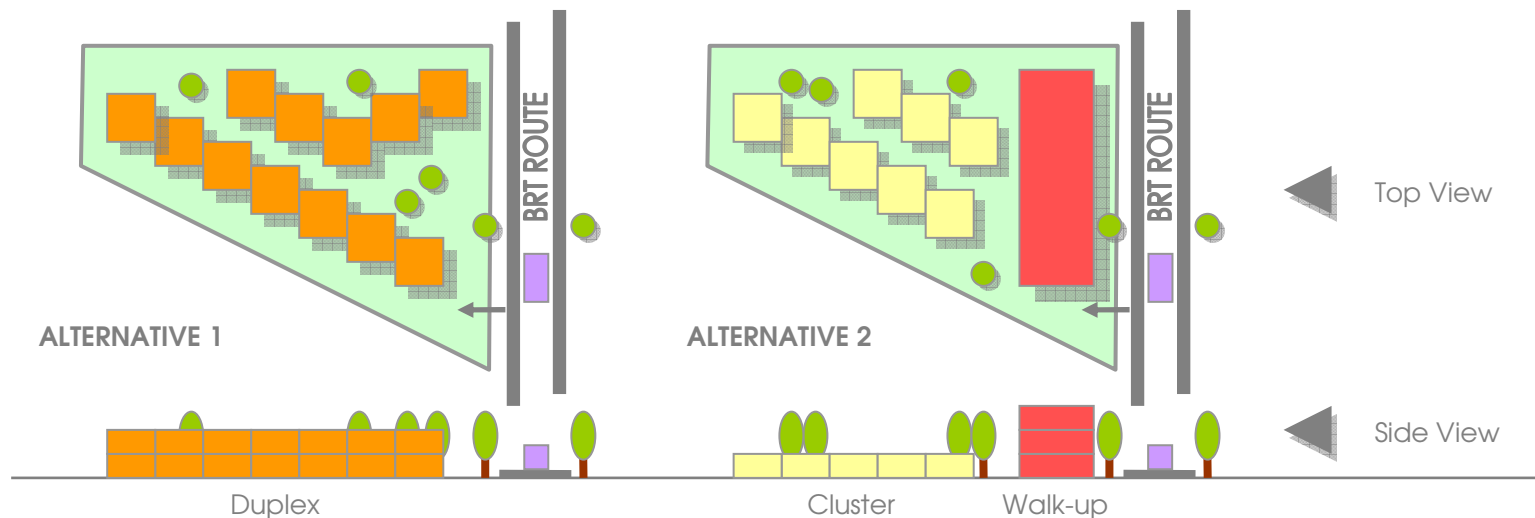 BRT ROUTE
BRT ROUTE
Top View
ALTERNATIVE 1
ALTERNATIVE 2
Side View
Duplex
Cluster
Walk-up